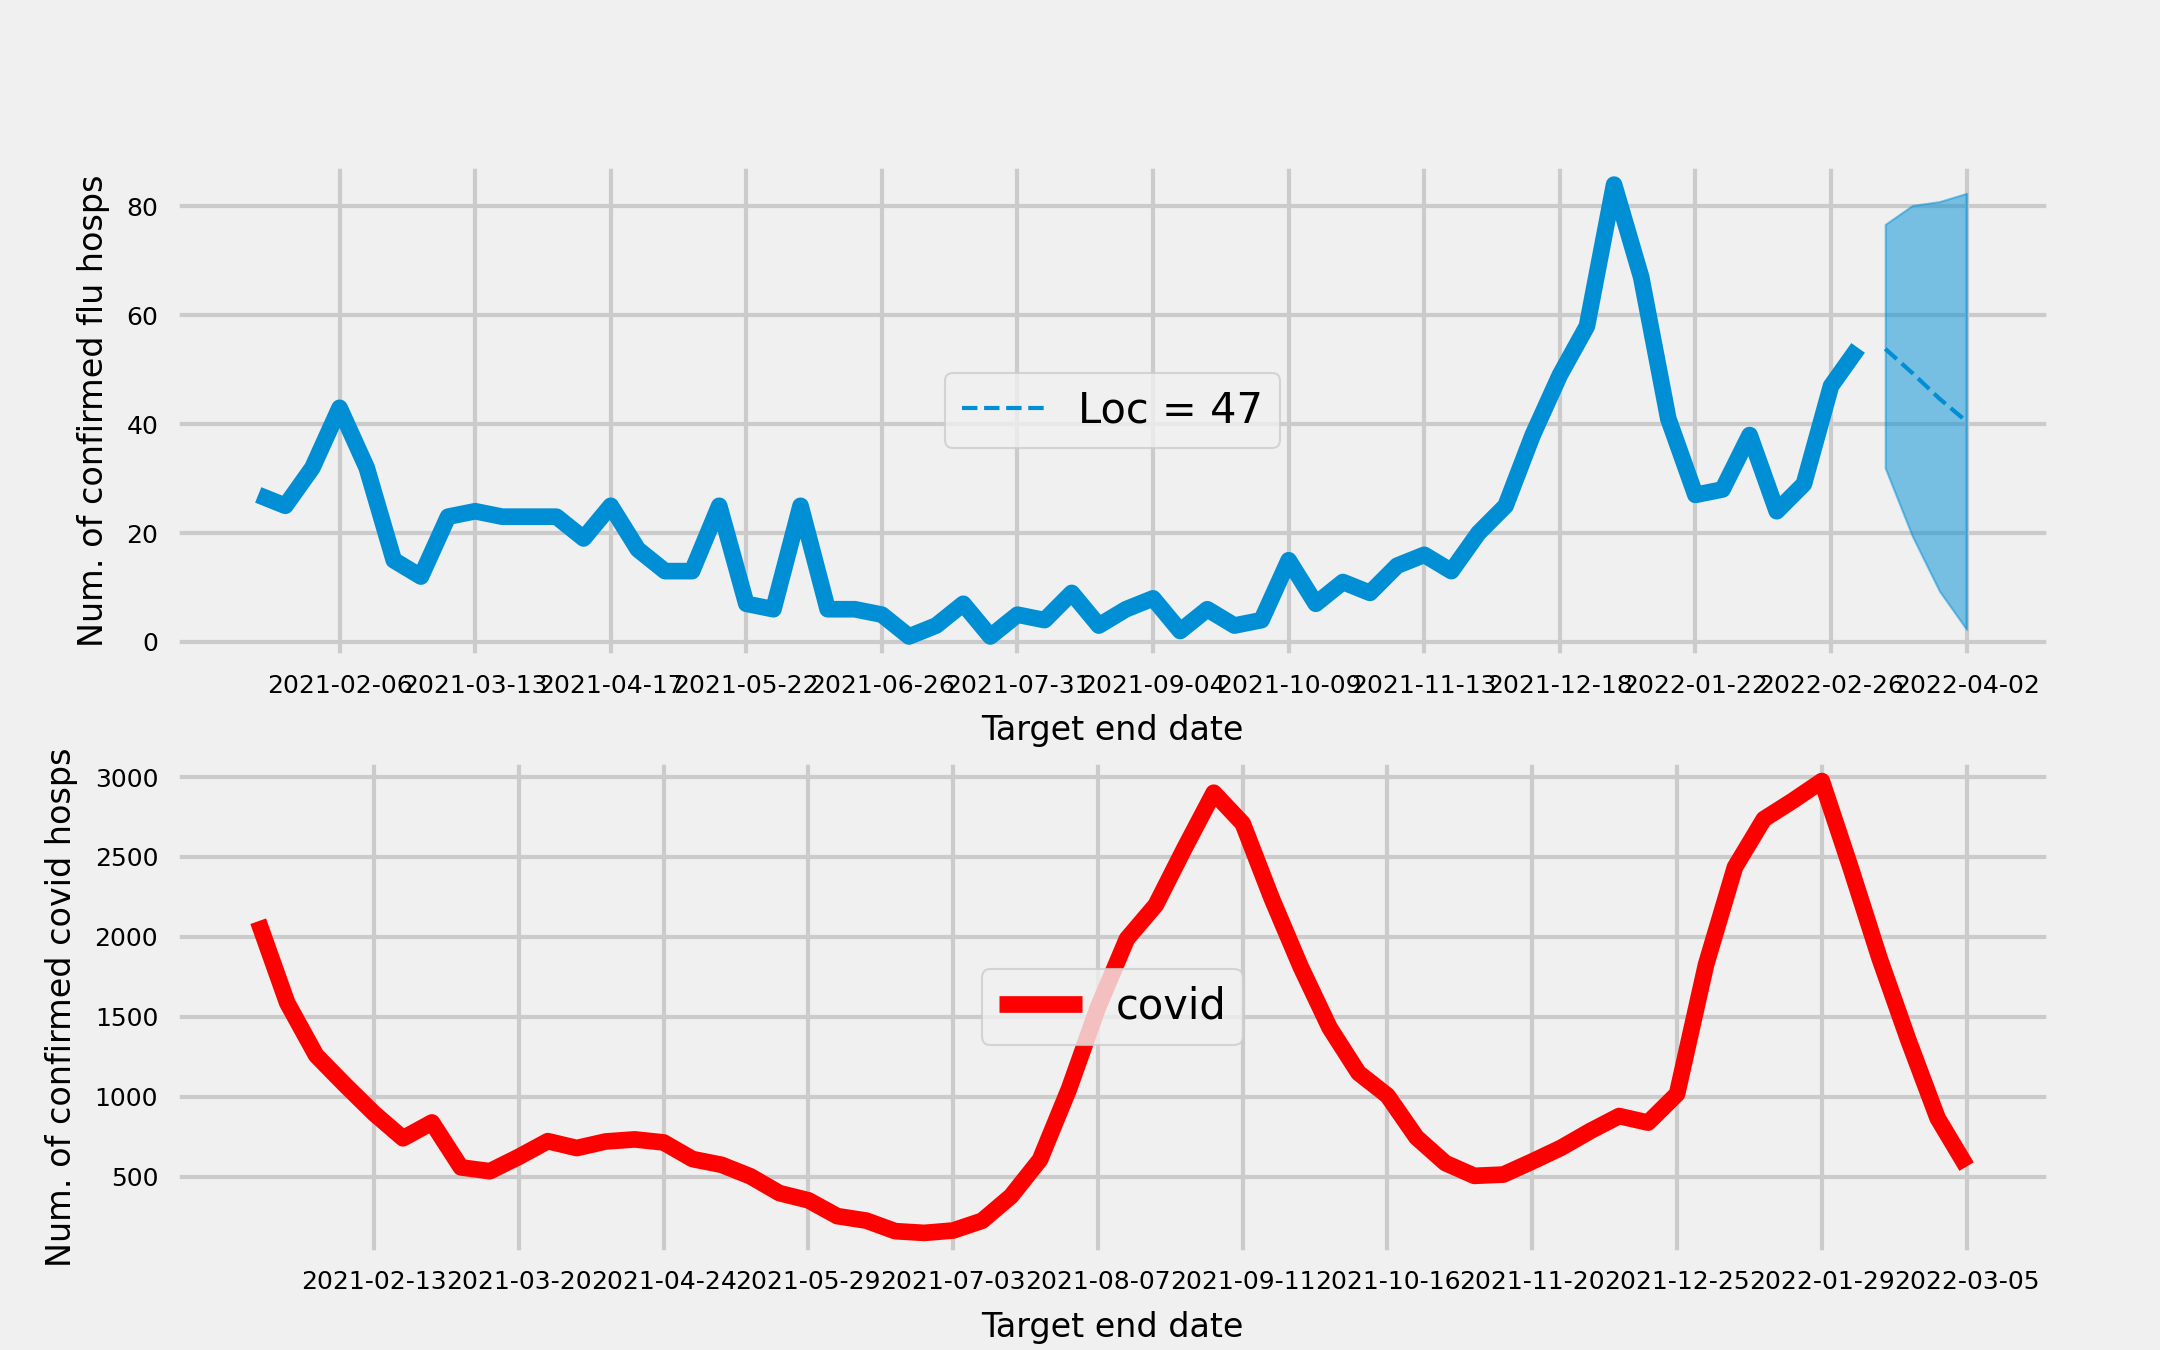 Num. of confirmed flu hosps
80
60
40
20
0
Loc = 47
2021-02-06 2021-03-13 2021-04-17 2021-05-22 2021-06-26 2021-07-31 2021-09-04 2021-10-09 2021-11-13 2021-12-18 2022-01-22 2022-02-26 2022-04-02
Target end date
Num. of confirmed covid hosps
3000
2500
2000
1500
1000
500
covid
2021-02-13 2021-03-20 2021-04-24 2021-05-29 2021-07-03 2021-08-07 2021-09-11 2021-10-16 2021-11-20 2021-12-25 2022-01-29 2022-03-05
Target end date